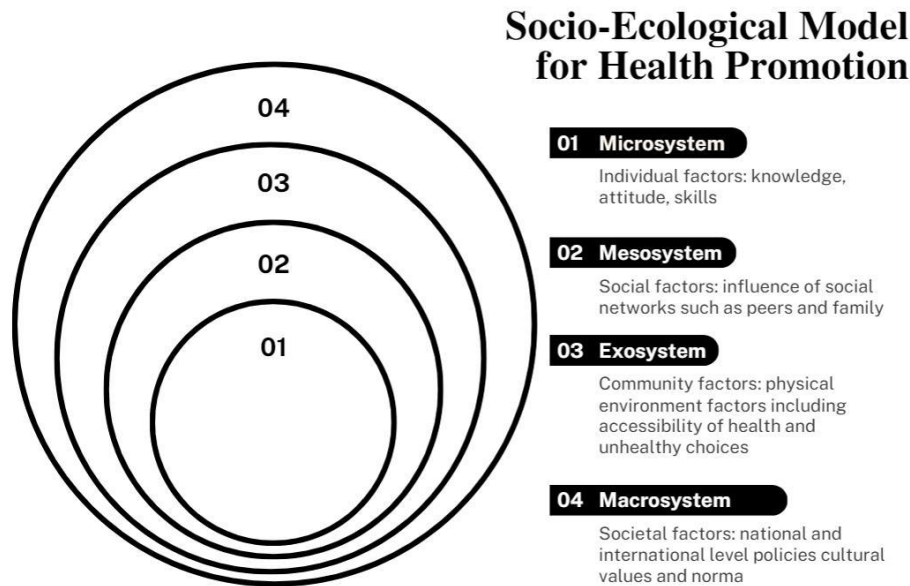 Socio-Ecological Model
for Health Promotion
04
03
02
01
01 Microsystem
Individual factors: knowledge,
attitude, skills
02 Mesosystem
Social factors: influence of social
networks such as peers and family
03 Exosystem
Community factors: physical
environment factors including
accessibility of health and
unhealthy choices
04 Macrosystem
Societal factors: national and
international level policies cultural
values and norma